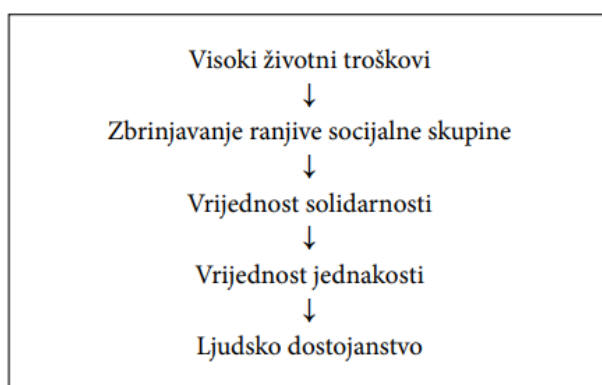 Visoki životni troškovi
↓
Zbrinjavanje ranjive socijalne skupine
↓
Vrijednost solidarnosti
↓
Vrijednost jednakosti
↓
Ljudsko dostojanstvo